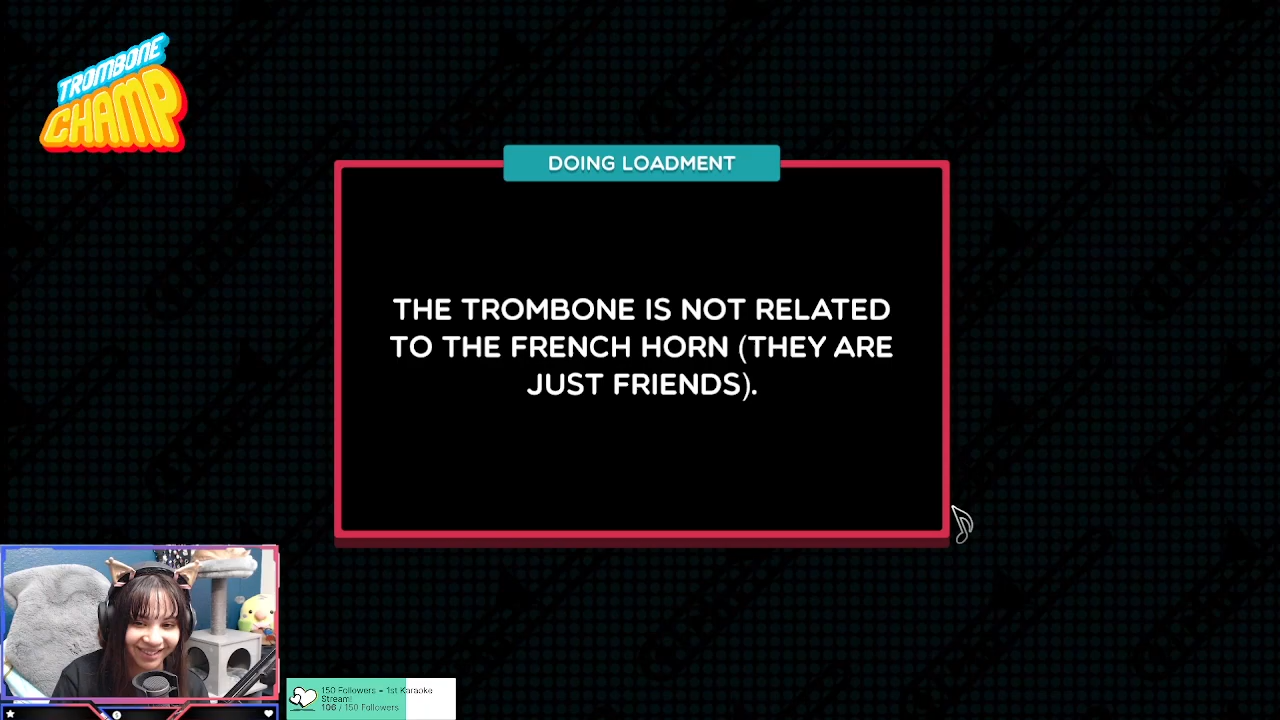 TROMBONE
CHAMP
DOING LOADMENT
THE TROMBONE IS NOT RELATED
TO THE FRENCH HORN (THEY ARE
JUST FRIENDS).
150 Followers = 1st Karaoke
Stream!
106 / 150 Followers